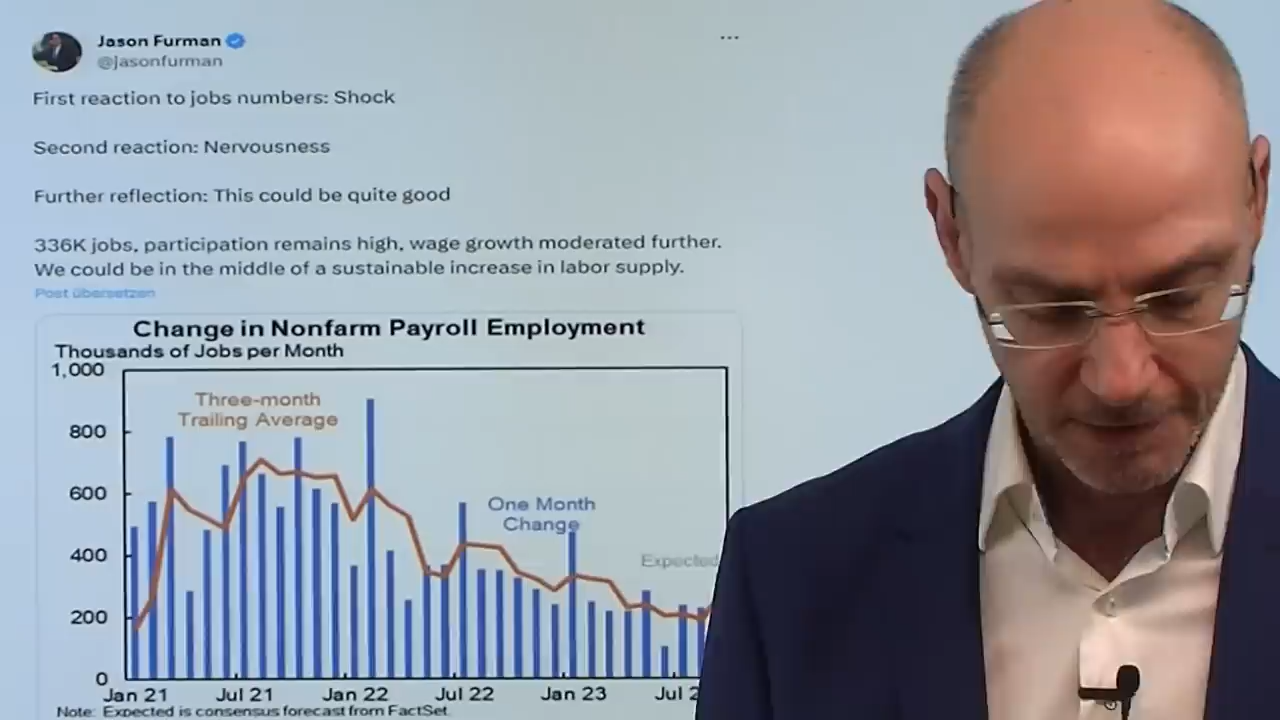 Jason Furman
@jasonfurman
...
First reaction to jobs numbers: Shock
Second reaction: Nervousness
Further reflection: This could be quite good
336K jobs, participation remains high, wage growth moderated further.
We could be in the middle of a sustainable increase in labor supply.
Post übersetzen
Change in Nonfarm Payroll Employment
Thousands of Jobs per Month
1,000
Three-month
Trailing Average
800
600
One Month
Change
400
Expected
200
0
Jan 21 Jul 21 Jan 22 Jul 22 Jan 23 Jul 2
Note: Expected is consensus forecast from FactSet.